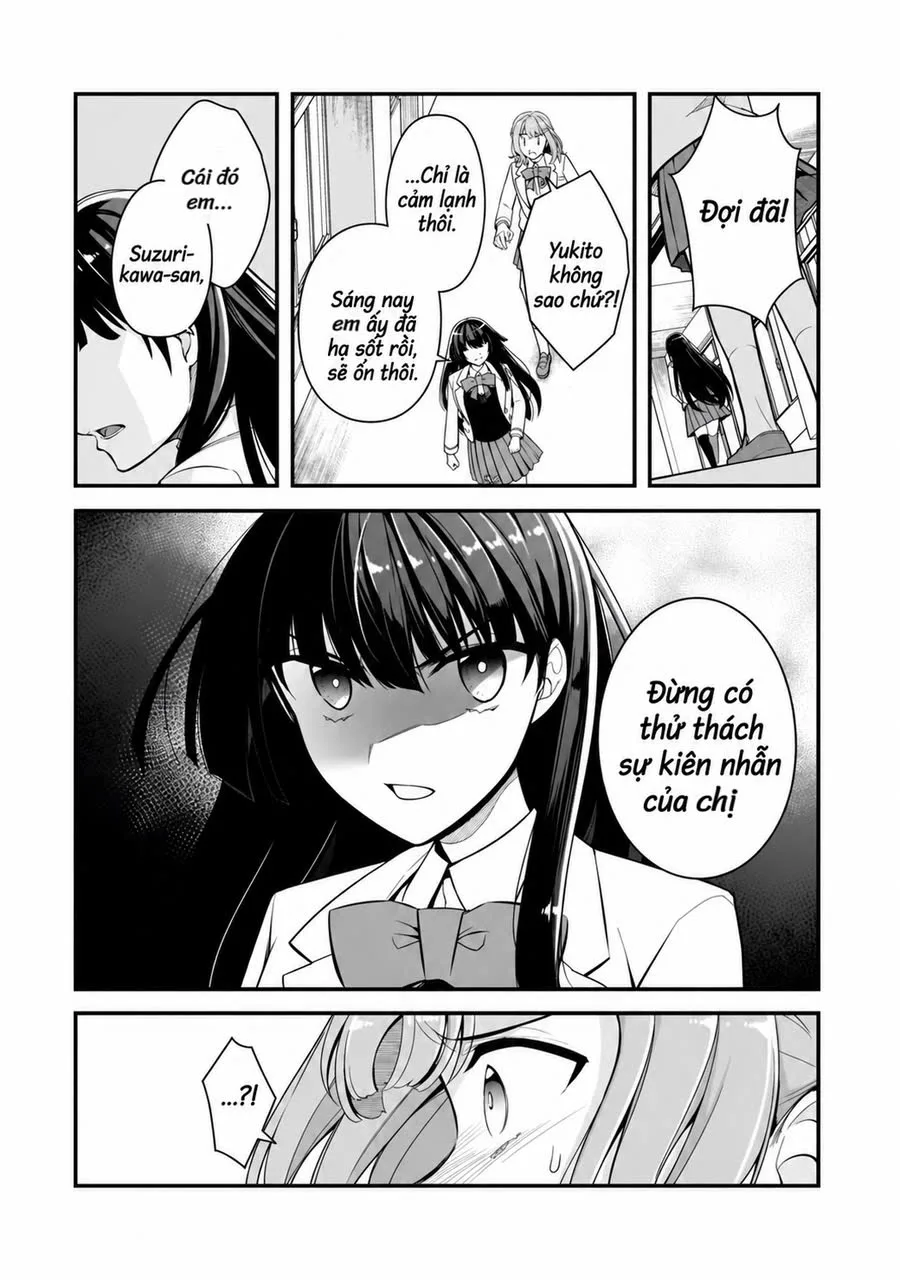 Đợi đã!
Yukito
không
sao chứ?!
...Chỉ là
cảm lạnh
thôi.
Sáng nay
em ấy đã
hạ sốt rồi,
sẽ ổn thôi.
Cái đó
em...
Suzuri-
kawa-san,
Đừng có
thử thách
sự kiên nhẫn
của chị
...?!